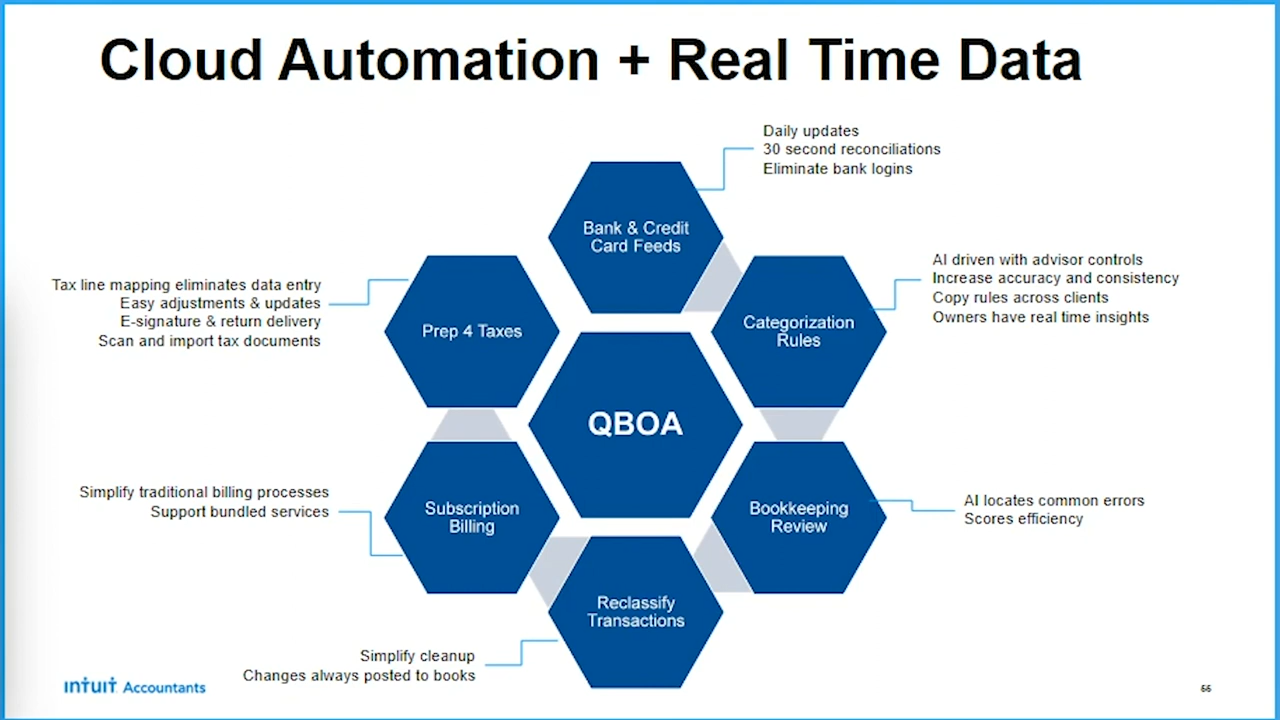 Cloud Automation + Real Time Data
Daily updates
30 second reconciliations
Eliminate bank logins
Bank & Credit
Card Feeds
AI driven with advisor controls
Increase accuracy and consistency
Copy rules across clients
Owners have real time insights
Tax line mapping eliminates data entry
Easy adjustments & updates
E-signature & return delivery
Scan and import tax documents
Prep 4 Taxes
Categorization
Rules
QBOA
Simplify traditional billing processes
Support bundled services
Subscription
Billing
Bookkeeping
Review
AI locates common errors
Scores efficiency
Reclassify
Transactions
Simplify cleanup
Changes always posted to books
INTUIT Accountants